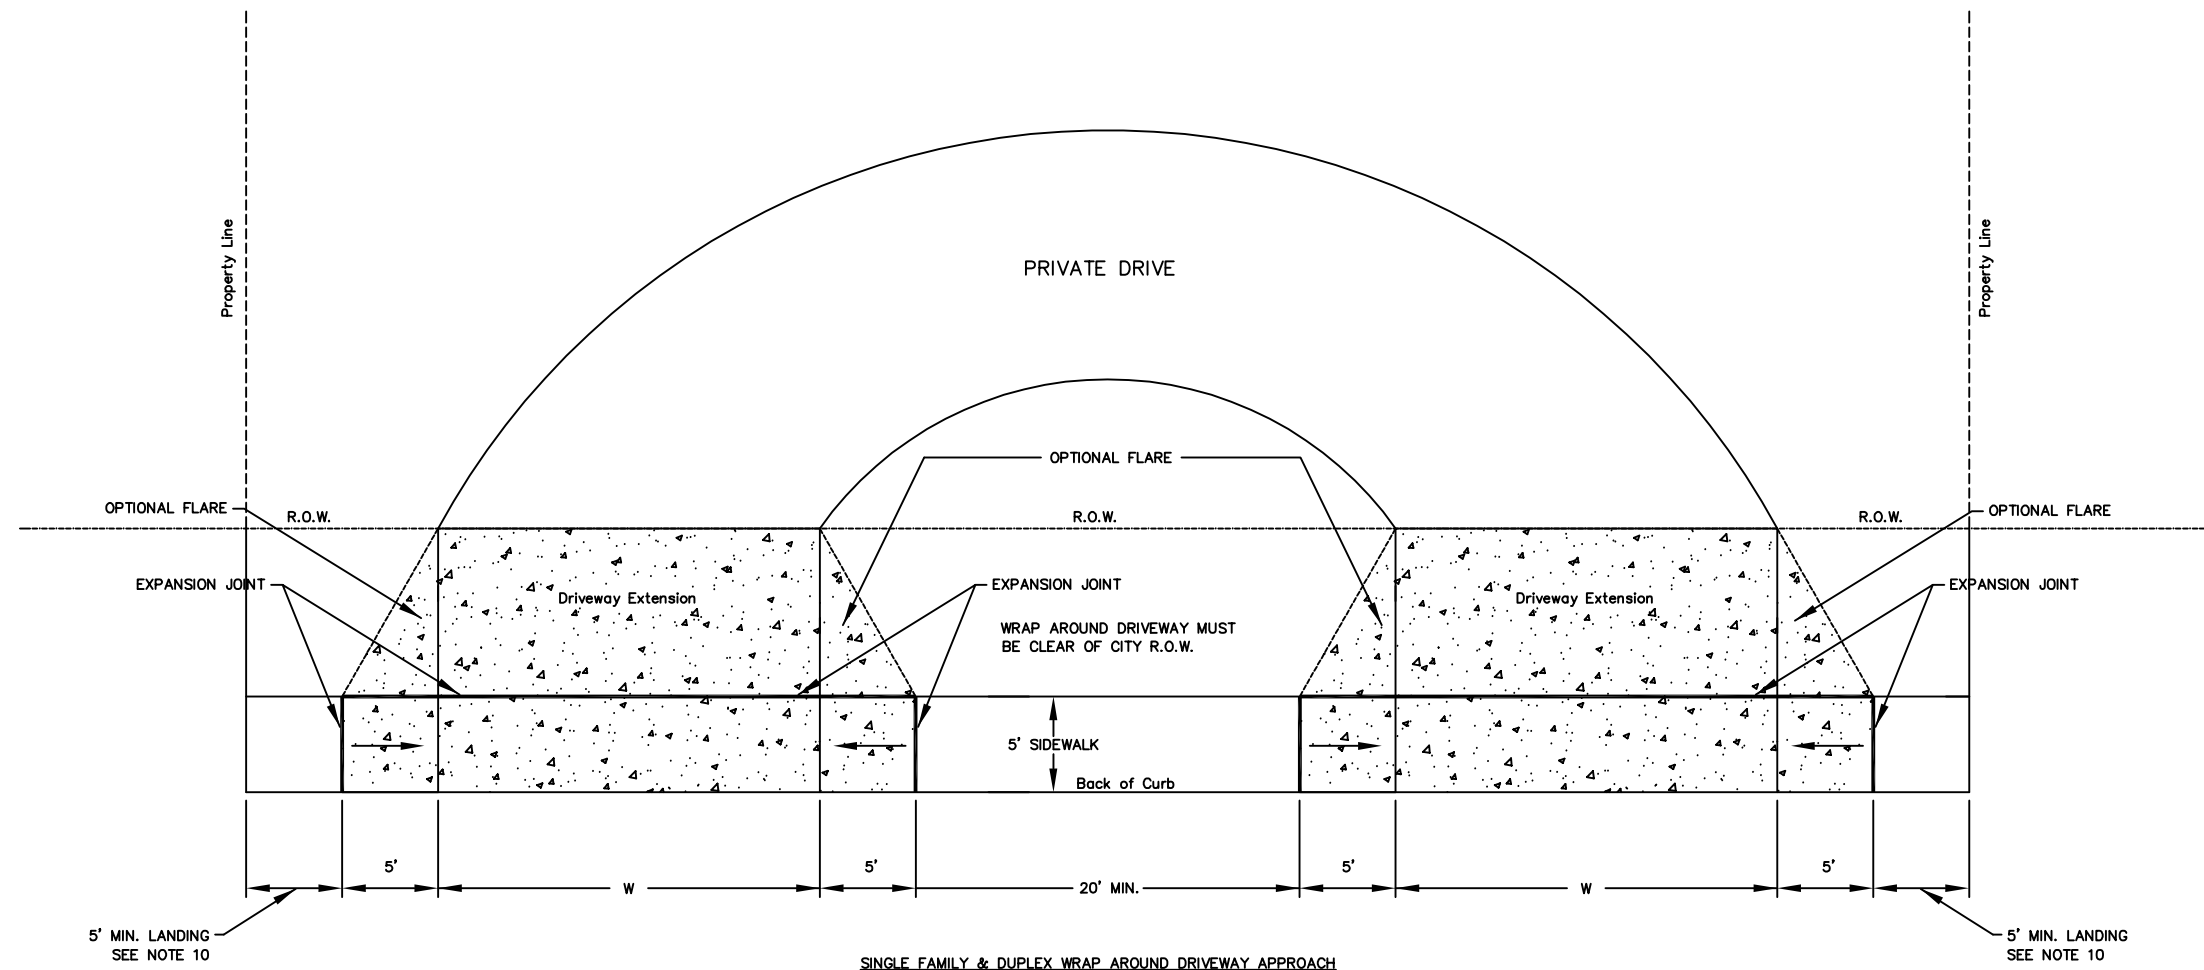 Property Line
Property Line
PRIVATE DRIVE
OPTIONAL FLARE
OPTIONAL FLARE
R.O.W.
R.O.W.
R.O.W.
OPTIONAL FLARE
EXPANSION JOINT
EXPANSION JOINT
EXPANSION JOINT
Driveway Extension
Driveway Extension
WRAP AROUND DRIVEWAY MUST
BE CLEAR OF CITY R.O.W.
5' SIDEWALK
Back of Curb
5'
5'
5'
5'
W
20' MIN.
W
5' MIN. LANDING
SEE NOTE 10
5' MIN. LANDING
SEE NOTE 10
SINGLE FAMILY & DUPLEX WRAP AROUND DRIVEWAY APPROACH